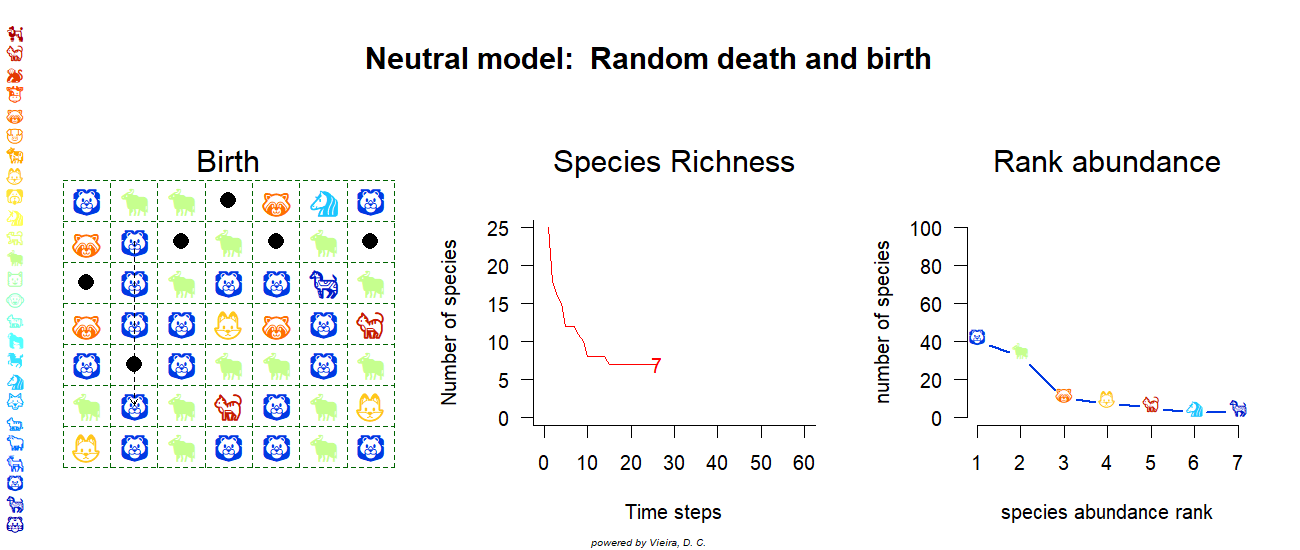 Neutral model:  Random death and birth
Birth
Species Richness
Rank abundance
Number of species
25
20
15
10
5
0
7
0 10 20 30 40 50 60
Time steps
number of species
100
80
60
40
20
0
1 2 3 4 5 6 7
species abundance rank
powered by Vieira, D. C.